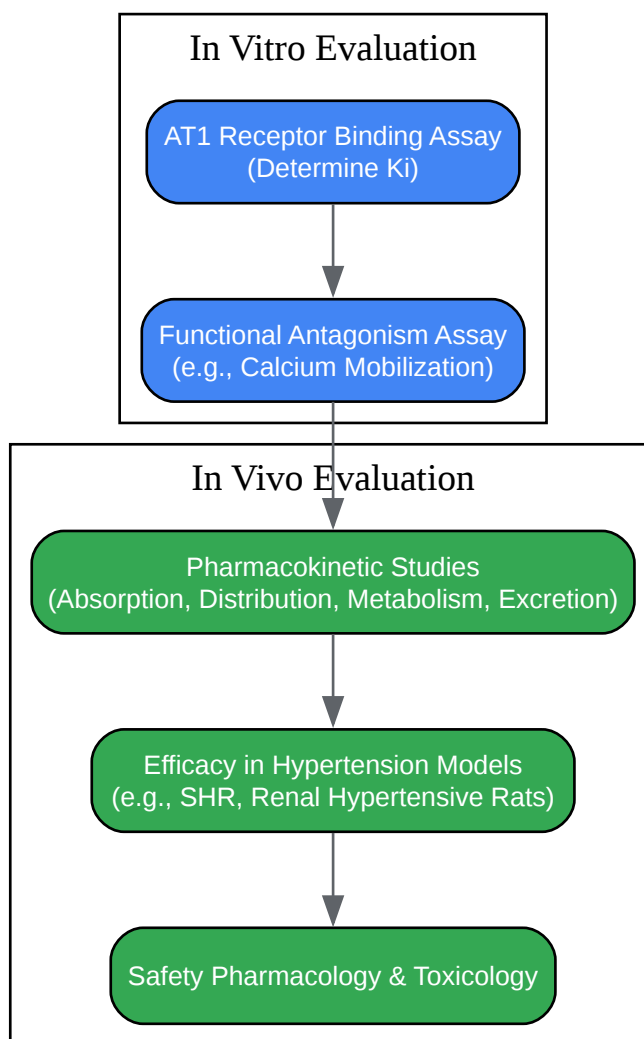 In Vitro Evaluation
AT1 Receptor Binding Assay
(Determine Ki)
Functional Antagonism Assay
(e.g., Calcium Mobilization)
In Vivo Evaluation
Pharmacokinetic Studies
(Absorption, Distribution, Metabolism, Excretion)
Efficacy in Hypertension Models
(e.g., SHR, Renal Hypertensive Rats)
Safety Pharmacology & Toxicology